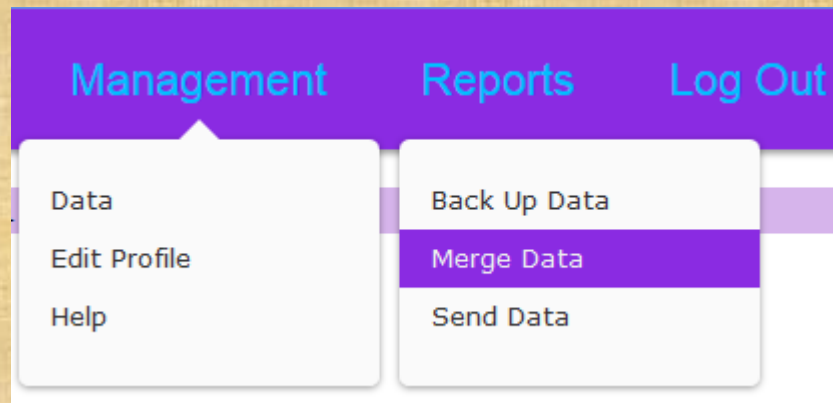 Management Reports Log Out
Data
Edit Profile
Help
Back Up Data
Merge Data
Send Data